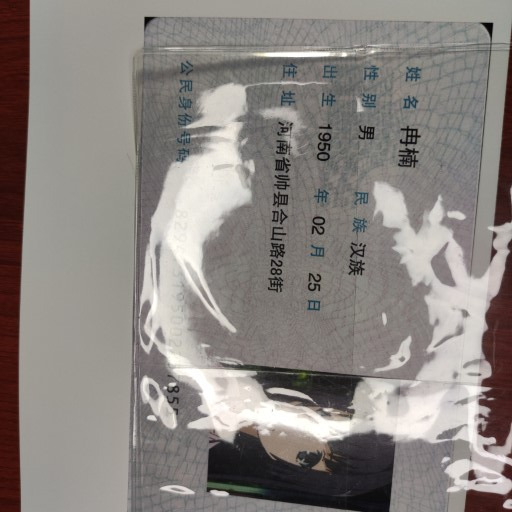 姓名 冉楠
性别 男 民族 汉族
出生 1950 年 02 月 25 日
住址 河南省帅县合山路28街
公民身份号码